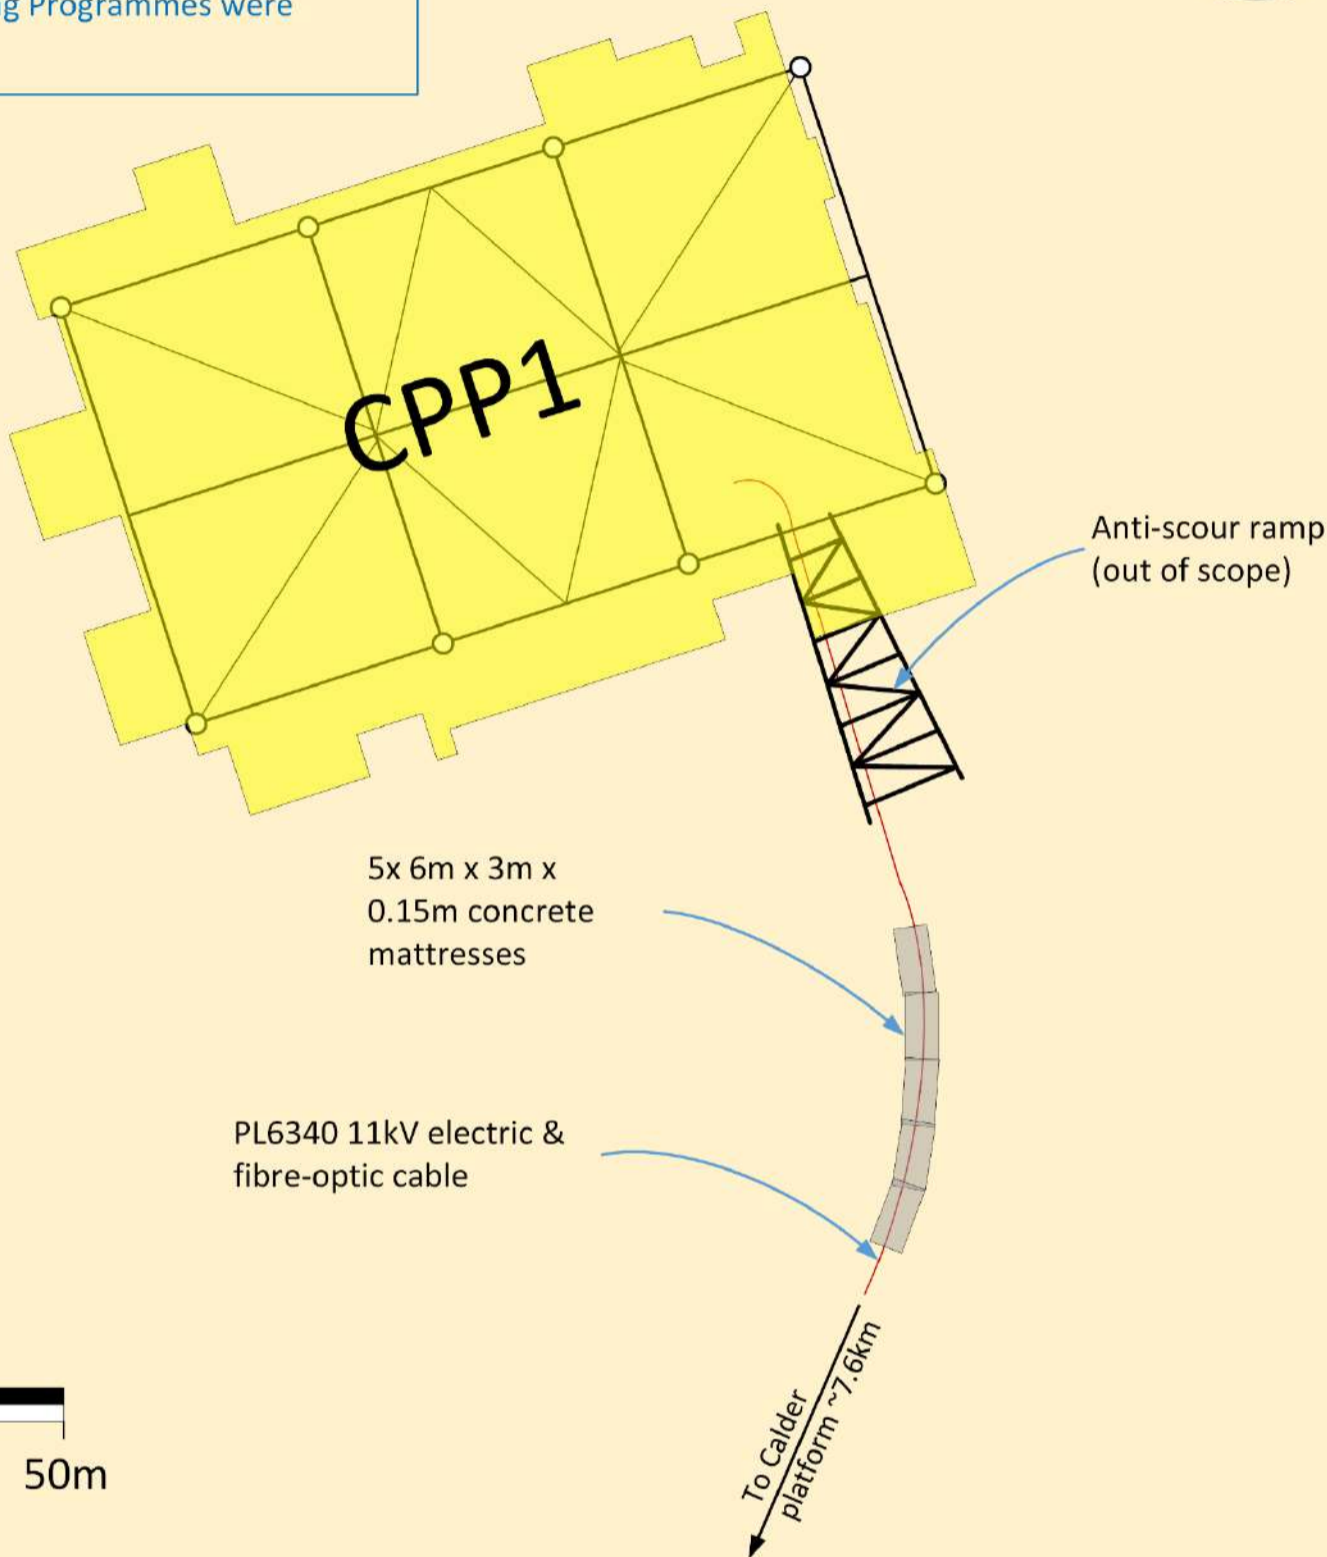 Programmes were
CPP1
Anti-scour ramp
(out of scope)
5x 6m x 3m x
0.15m concrete
mattresses
PL6340 11kV electric &
fibre-optic cable
To Calder
platform ~7.6km
50m